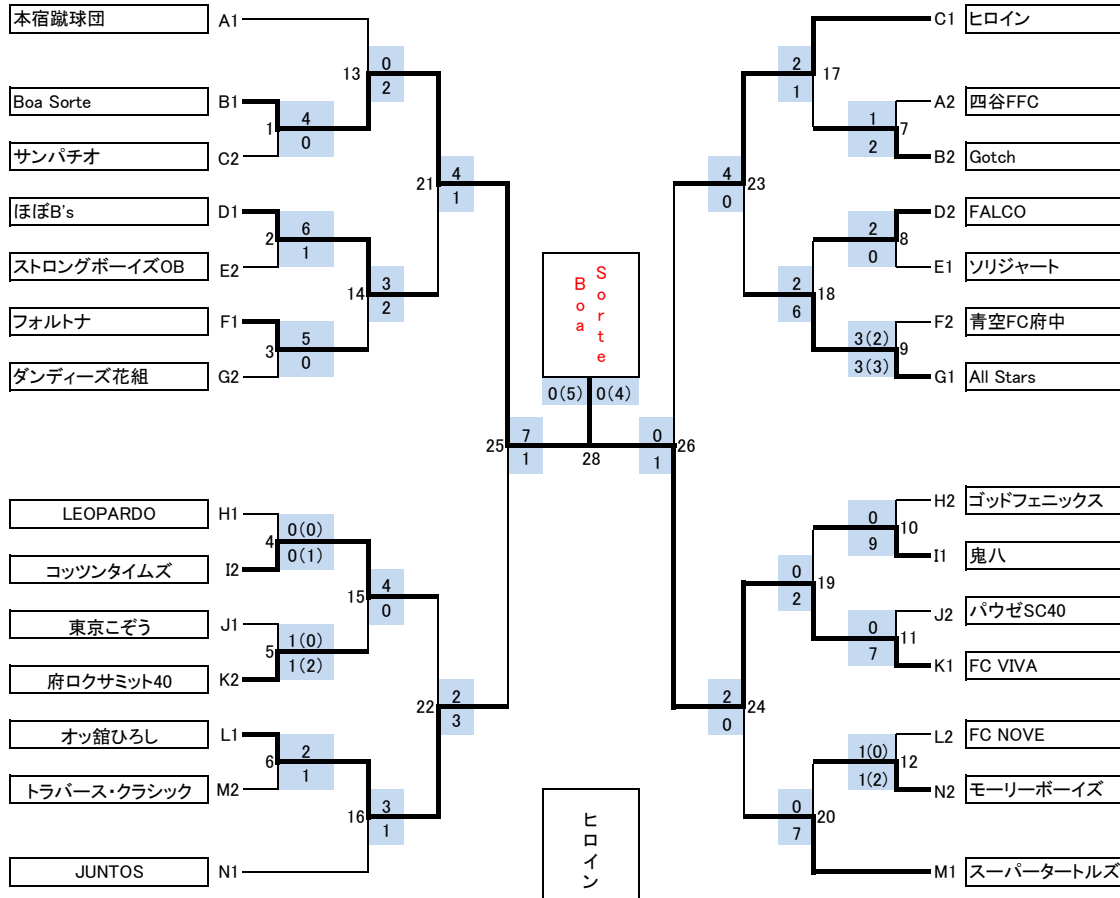 本宿蹴球団 A1
C1 ヒロイン
0
13
2
2
17
1
Boa Sorte B1
A2 四谷FFC
4
1
0
1
7
2
サンパチオ C2
B2 Gotch
21
4
1
4
23
0
ほぼB's D1
D2 FALCO
6
2
1
2
8
0
ストロングボーイズOB E2
E1 ソリジャート
14
3
2
2
18
6
フォルトナ F1
F2 青空FC府中
5
3
0
3(2)
9
3(3)
ダンディーズ花組 G2
G1 All Stars
Boa Sorte
0(5) 0(4)
25
7
1
28
0
26
1
LEOPARDO H1
H2 ゴッドフェニックス
0(0)
4
0(1)
0
10
9
コッツンタイムズ I2
I1 鬼八
15
4
0
0
19
2
東京こぞう J1
J2 パウゼSC40
1(0)
5
1(2)
0
11
7
府ロクサミット40 K2
K1 FC VIVA
22
2
3
2
24
0
オッ舘ひろし L1
L2 FC NOVE
2
6
1
1(0)
12
1(2)
トラバース・クラシック M2
N2 モーリーボーイズ
16
3
1
0
20
7
JUNTOS N1
M1 スーパータートルズ
ヒロイン